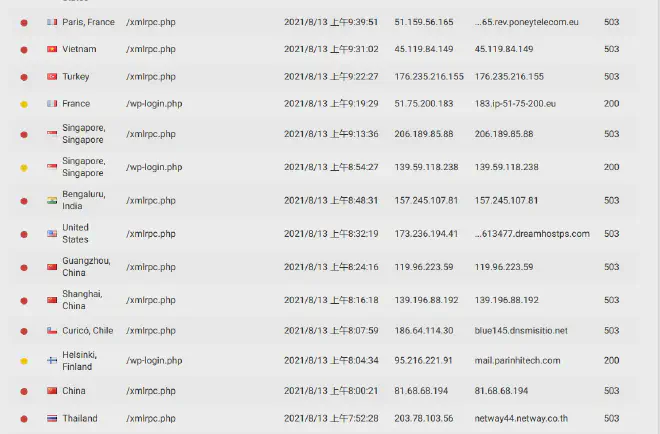 States
Paris, France /xmlrpc.php 2021/8/13 上午9:39:51 51.159.56.165 ...65.rev.poneytelecom.eu 503
Vietnam /xmlrpc.php 2021/8/13 上午9:31:02 45.119.84.149 45.119.84.149 503
Turkey /xmlrpc.php 2021/8/13 上午9:22:27 176.235.216.155 176.235.216.155 503
France /wp-login.php 2021/8/13 上午9:19:29 51.75.200.183 183.ip-51-75-200.eu 200
Singapore,
Singapore /xmlrpc.php 2021/8/13 上午9:13:36 206.189.85.88 206.189.85.88 503
Singapore,
Singapore /wp-login.php 2021/8/13 上午8:54:27 139.59.118.238 139.59.118.238 200
Bengaluru,
India /xmlrpc.php 2021/8/13 上午8:48:31 157.245.107.81 157.245.107.81 503
United
States /xmlrpc.php 2021/8/13 上午8:32:19 173.236.194.41 ...613477.dreamhostps.com 503
Guangzhou,
China /xmlrpc.php 2021/8/13 上午8:24:16 119.96.223.59 119.96.223.59 503
Shanghai,
China /xmlrpc.php 2021/8/13 上午8:16:18 139.196.88.192 139.196.88.192 503
Curicó, Chile /xmlrpc.php 2021/8/13 上午8:07:59 186.64.114.30 blue145.dnsmisitio.net 503
Helsinki,
Finland /wp-login.php 2021/8/13 上午8:04:34 95.216.221.91 mail.parinhitech.com 200
China /xmlrpc.php 2021/8/13 上午8:00:21 81.68.68.194 81.68.68.194 503
Thailand /xmlrpc.php 2021/8/13 上午7:52:28 203.78.103.56 netway44.netway.co.th 503